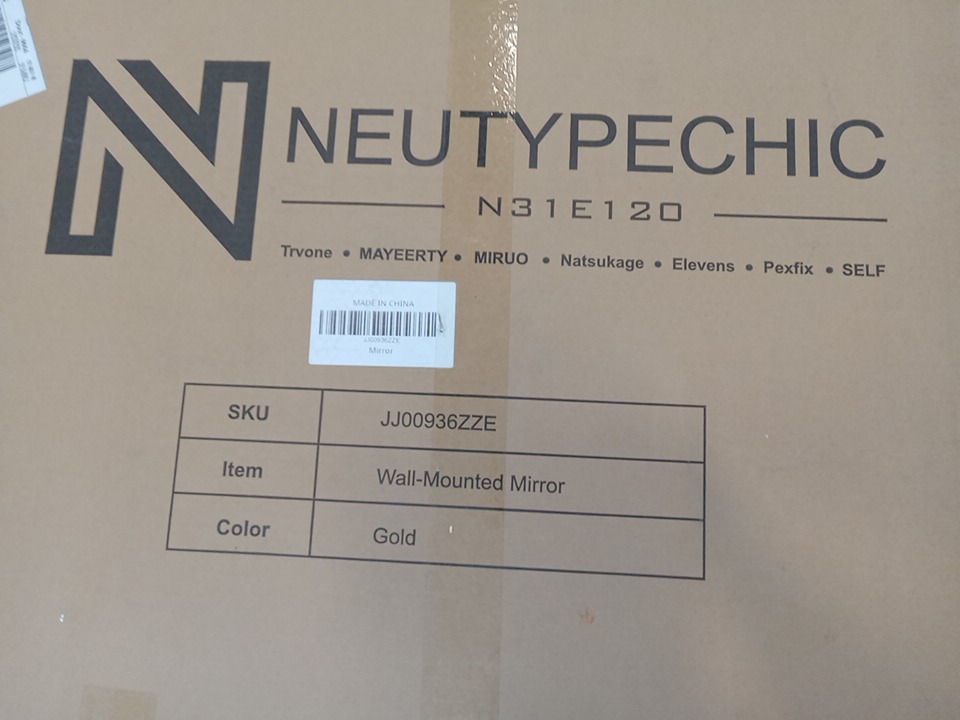 NEUTYPECHIC
N31E120
Trvone • MAYEERTY • MIRUO • Natsukage • Elevens • Pexfix • SELF
MADE IN CHINA
JJ00936ZZE
Mirror
SKU JJ00936ZZE
Item Wall-Mounted Mirror
Color Gold